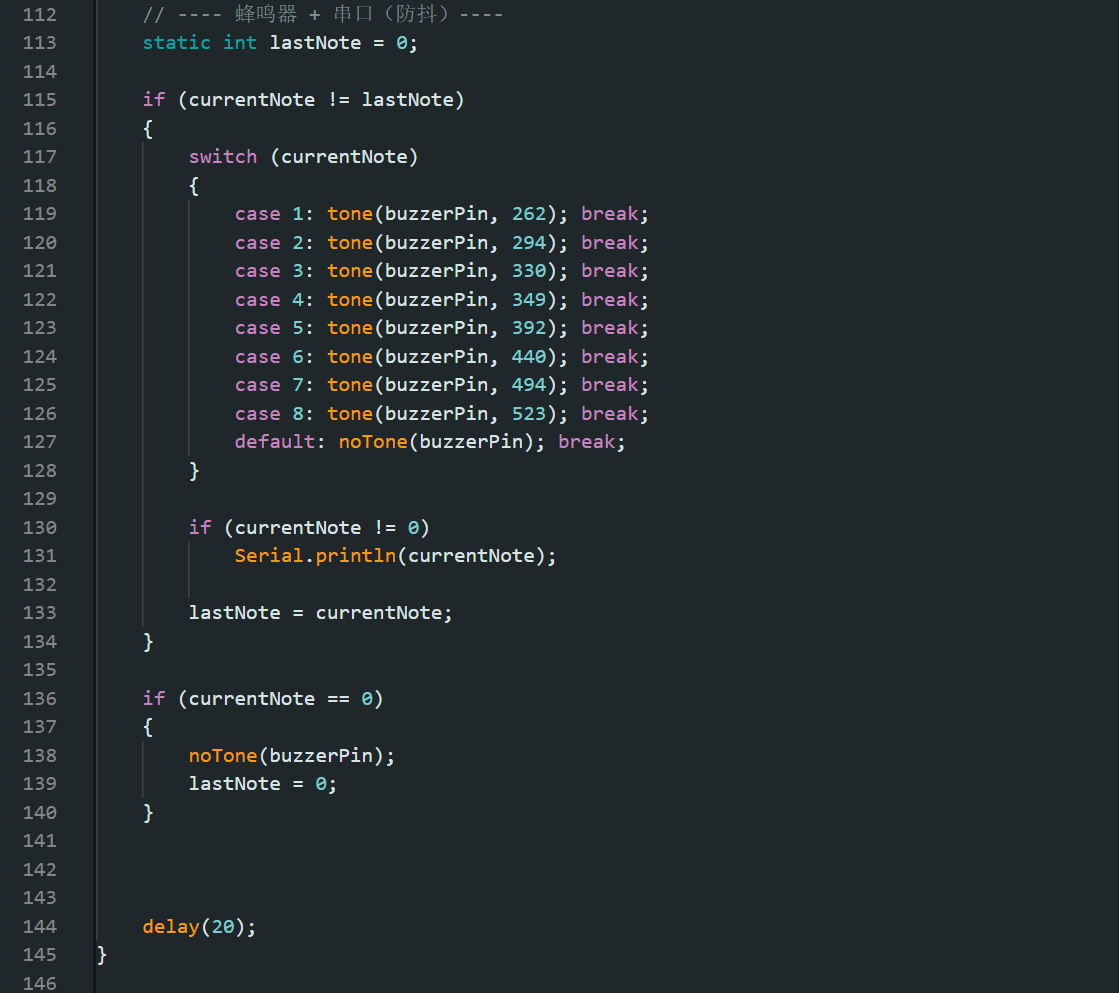 112 // ---- 蜂鸣器 + 串口（防抖）----
113 static int lastNote = 0;
114
115 if (currentNote != lastNote)
116 {
117 switch (currentNote)
118 {
119 case 1: tone(buzzerPin, 262); break;
120 case 2: tone(buzzerPin, 294); break;
121 case 3: tone(buzzerPin, 330); break;
122 case 4: tone(buzzerPin, 349); break;
123 case 5: tone(buzzerPin, 392); break;
124 case 6: tone(buzzerPin, 440); break;
125 case 7: tone(buzzerPin, 494); break;
126 case 8: tone(buzzerPin, 523); break;
127 default: noTone(buzzerPin); break;
128 }
129
130 if (currentNote != 0)
131 Serial.println(currentNote);
132
133 lastNote = currentNote;
134 }
135
136 if (currentNote == 0)
137 {
138 noTone(buzzerPin);
139 lastNote = 0;
140 }
141
142
143
144 delay(20);
145 }
146